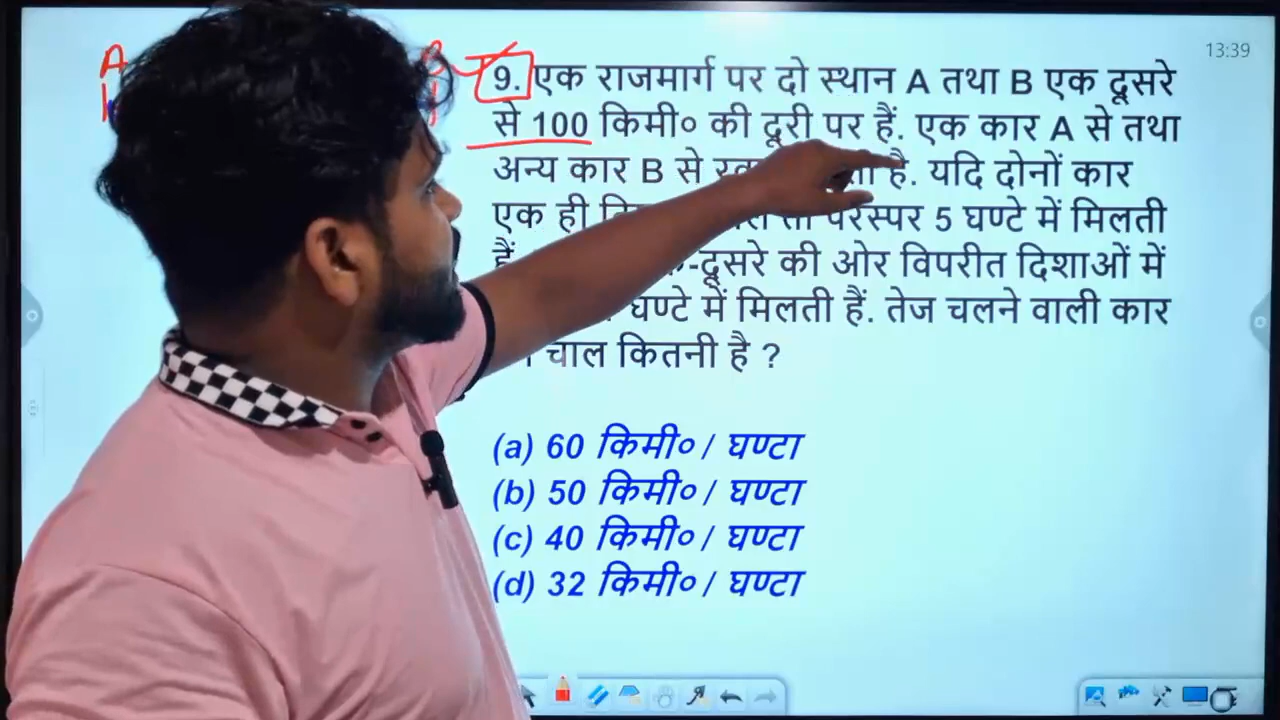 13:39
A
9. एक राजमार्ग पर दो स्थान A तथा B एक दूसरे
से 100 किमी० की दूरी पर हैं. एक कार A से तथा
अन्य कार B से है. यदि दोनों कार
एक ही परस्पर 5 घण्टे में मिलती
हैं. -दूसरे की ओर विपरीत दिशाओं में
घण्टे में मिलती हैं. तेज चलने वाली कार
चाल कितनी है ?
(a) 60 किमी० / घण्टा
(b) 50 किमी० / घण्टा
(c) 40 किमी० / घण्टा
(d) 32 किमी० / घण्टा